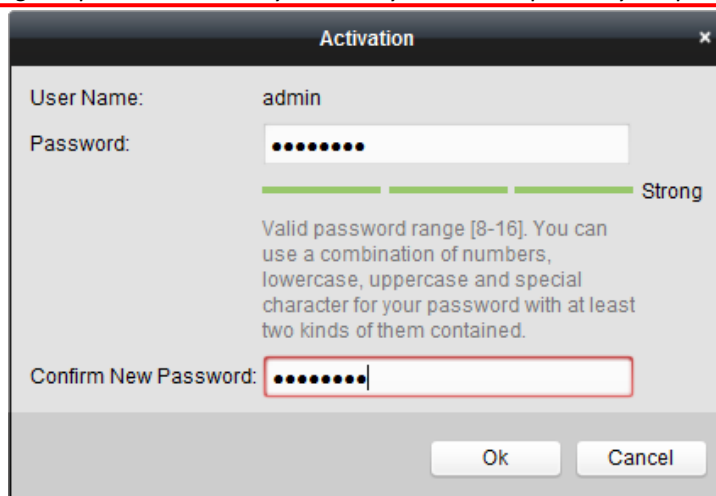 Activation ×
User Name: admin
Password: ●●●●●●●●
Strong
Valid password range [8-16]. You can
use a combination of numbers,
lowercase, uppercase and special
character for your password with at least
two kinds of them contained.
Confirm New Password: ●●●●●●●●
Ok Cancel